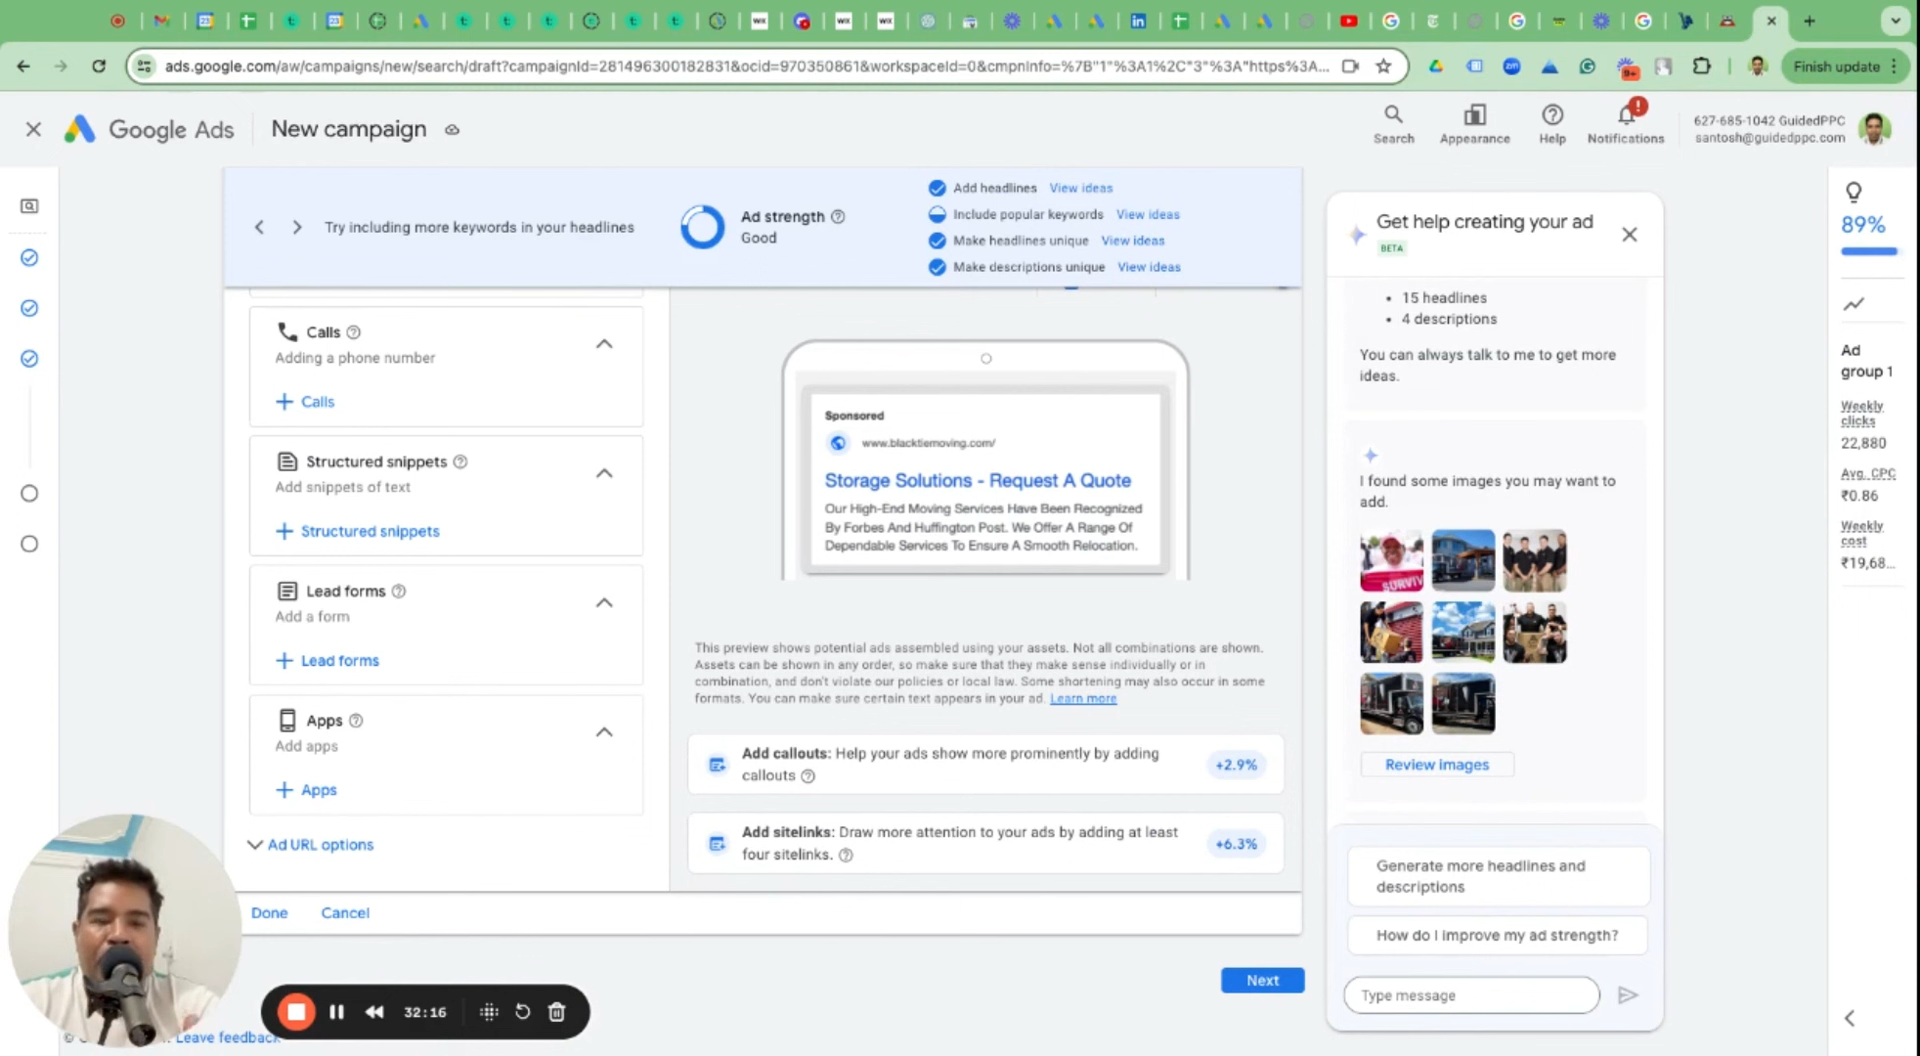 ads.google.com/aw/campaigns/new/search/draft?campaignId=281496300182831&ocid=970350861&workspaceId=0&cmpnInfo=%7B"1"%3A1%2C"3"%3A"https%3A...
Finish update
Google Ads
New campaign
Search
Appearance
Help
Notifications
627-685-1042 GuidedPPC
santosh@guidedppc.com
Try including more keywords in your headlines
Ad strength
Good
Add headlines View ideas
Include popular keywords View ideas
Make headlines unique View ideas
Make descriptions unique View ideas
Calls
Adding a phone number
+ Calls
Structured snippets
Add snippets of text
+ Structured snippets
Lead forms
Add a form
+ Lead forms
Apps
Add apps
+ Apps
Ad URL options
Done Cancel
Sponsored
www.blacktiemoving.com/
Storage Solutions - Request A Quote
Our High-End Moving Services Have Been Recognized
By Forbes And Huffington Post. We Offer A Range Of
Dependable Services To Ensure A Smooth Relocation.
This preview shows potential ads assembled using your assets. Not all combinations are shown.
Assets can be shown in any order, so make sure that they make sense individually or in
combination, and don't violate our policies or local law. Some shortening may also occur in some
formats. You can make sure certain text appears in your ad. Learn more
Add callouts: Help your ads show more prominently by adding
callouts
+2.9%
Add sitelinks: Draw more attention to your ads by adding at least
four sitelinks.
+6.3%
Next
Get help creating your ad
BETA
• 15 headlines
• 4 descriptions
You can always talk to me to get more
ideas.
I found some images you may want to
add.
Review images
Generate more headlines and
descriptions
How do I improve my ad strength?
Type message
89%
Ad
group 1
Weekly
clicks
22,880
Avg. CPC
₹0.86
Weekly
cost
₹19,68...
32:16
Leave feedback